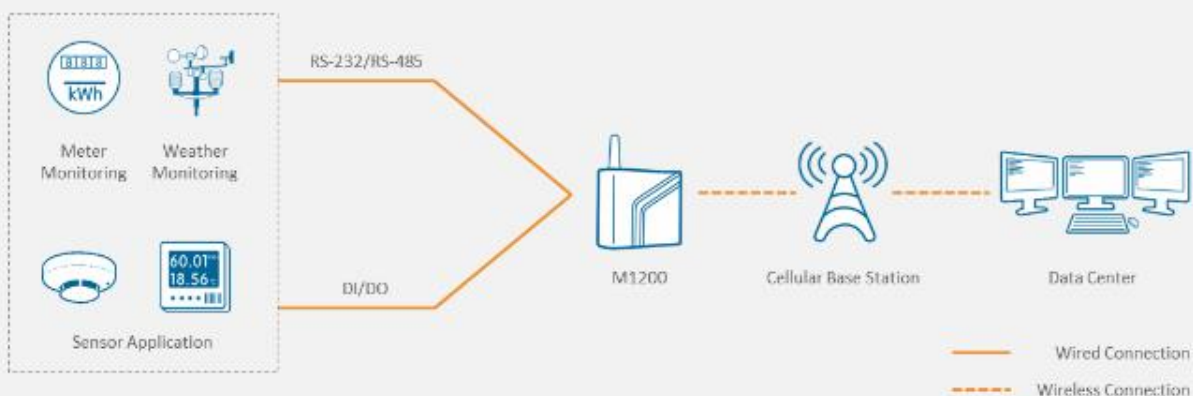 RS-232/RS-485
kWh
Meter
Monitoring
Weather
Monitoring
60.01
18.56
DI/DO
Sensor Application
M1200
Cellular Base Station
Data Center
Wired Connection
Wireless Connection